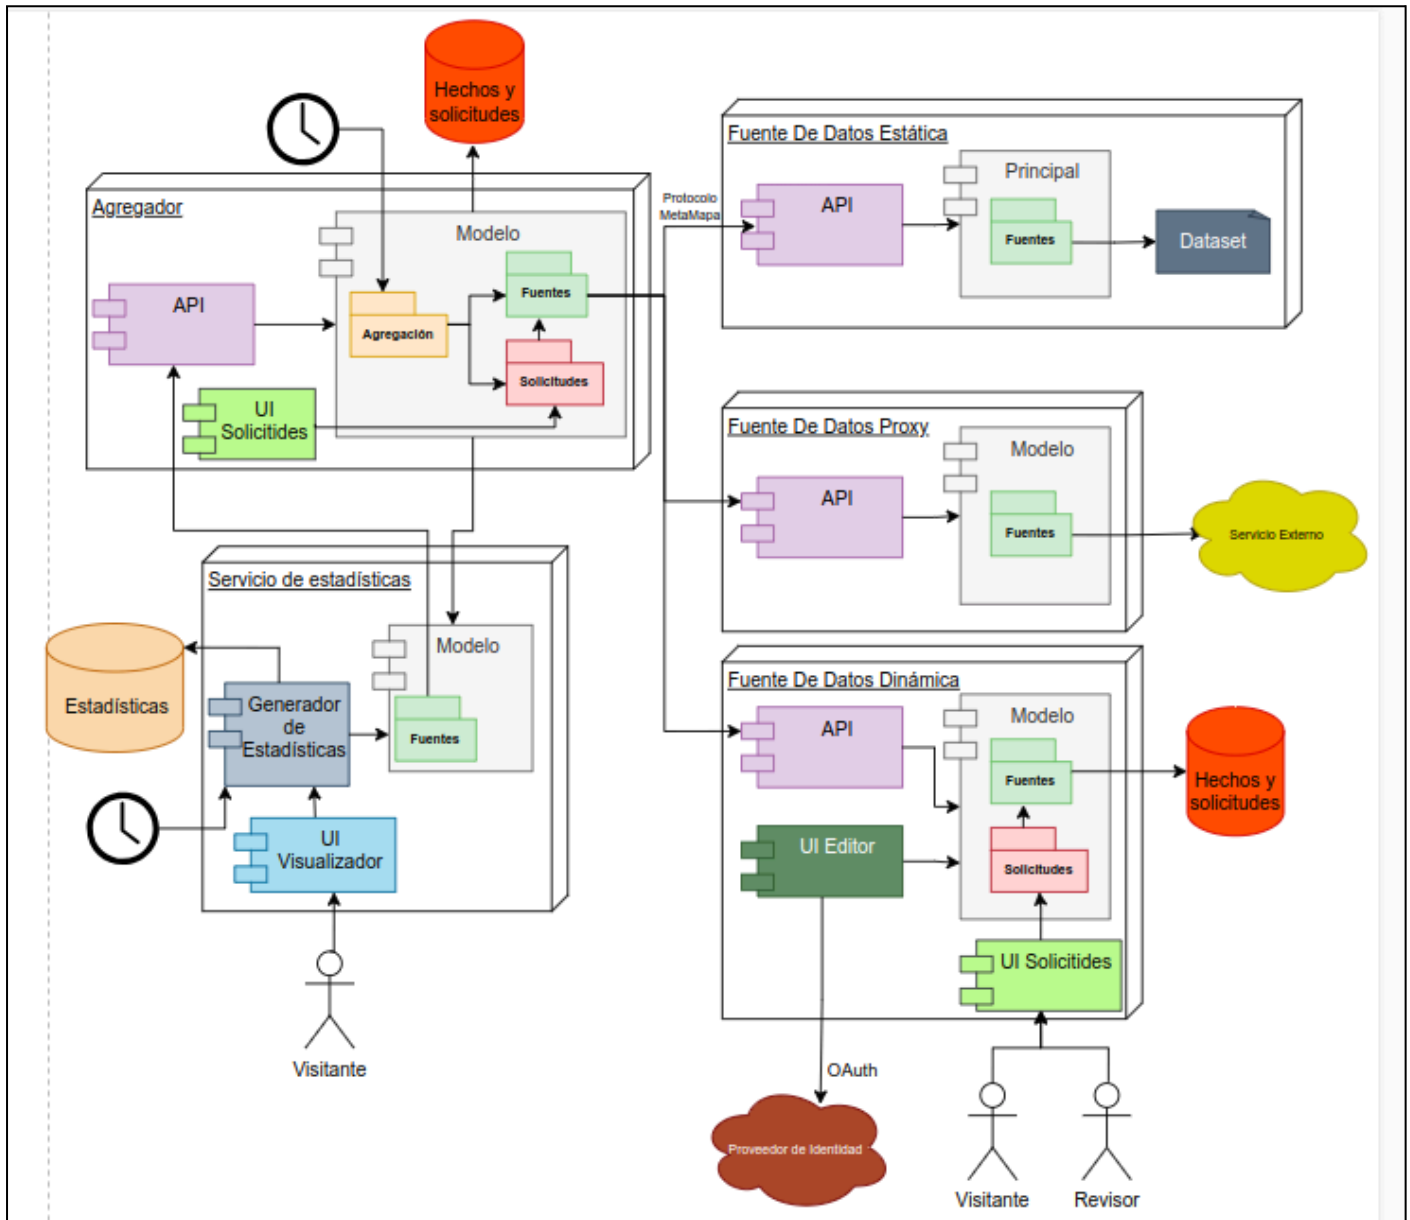 Hechos y
solicitudes
Agregador
Modelo
API
Fuentes
Agregación
Solicitudes
UI
Solicitides
Protocolo
MetaMapa
Fuente De Datos Estática
API
Principal
Fuentes
Dataset
Fuente De Datos Proxy
API
Modelo
Fuentes
Servicio Externo
Servicio de estadísticas
Modelo
Estadísticas
Generador
de
Estadísticas
Fuentes
UI
Visualizador
Visitante
Fuente De Datos Dinámica
API
Modelo
Fuentes
Hechos y
solicitudes
UI Editor
Solicitudes
UI Solicitides
OAuth
Proveedor de Identidad
Visitante
Revisor